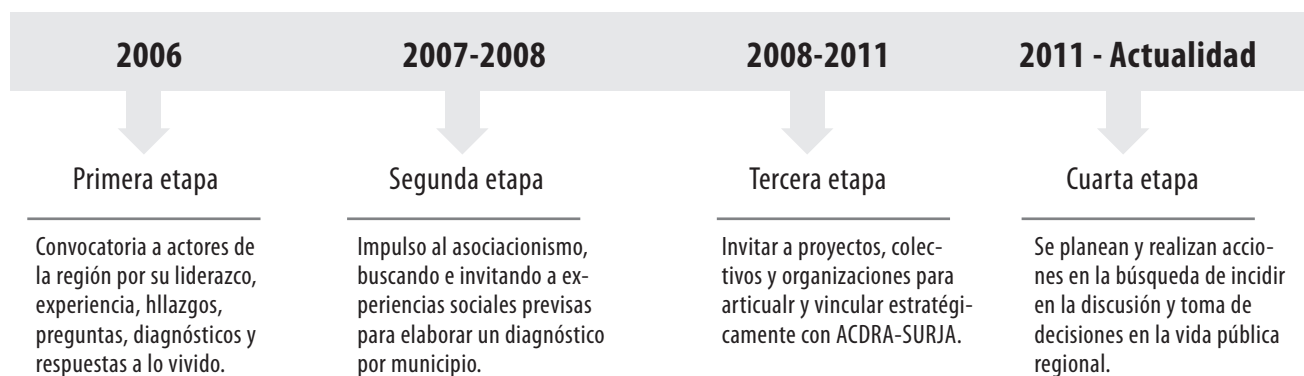 2006
Primera etapa
Convocatoria a actores de
la región por su liderazco,
experiencia, hllazgos,
preguntas, diagnósticos y
respuestas a lo vivido.
2007-2008
Segunda etapa
Impulso al asociacionismo,
buscando e invitando a ex-
periencias sociales previsas
para elaborar un diagnóstico
por municipio.
2008-2011
Tercera etapa
Invitar a proyectos, colec-
tivos y organizaciones para
articualr y vincular estratégi-
camente con ACDRA-SURJA.
2011 - Actualidad
Cuarta etapa
Se planean y realizan accio-
nes en la búsqueda de incidir
en la discusión y toma de
decisiones en la vida pública
regional.